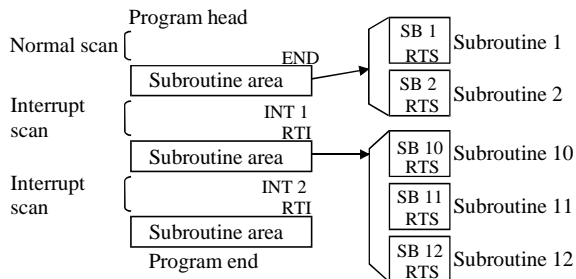 Program head
Normal scan
END
Subroutine area
Interrupt
scan
INT 1
RTI
Subroutine area
Interrupt
scan
INT 2
RTI
Subroutine area
Program end
SB 1
RTS
Subroutine 1
SB 2
RTS
Subroutine 2
SB 10
RTS
Subroutine 10
SB 11
RTS
Subroutine 11
SB 12
RTS
Subroutine 12